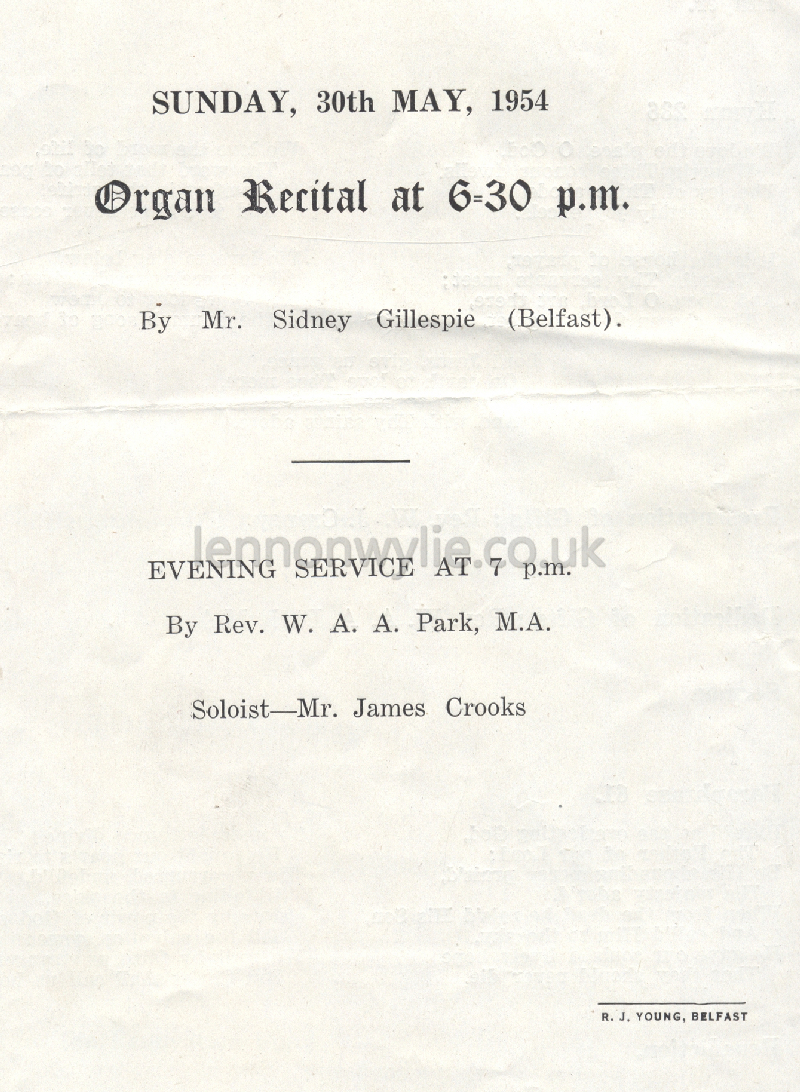 SUNDAY, 30th MAY, 1954
Organ Recital at 6-30 p.m.
By Mr. Sidney Gillespie (Belfast).
lennonwylie.co.uk
EVENING SERVICE AT 7 p.m.
By Rev. W. A. A. Park, M.A.
Soloist—Mr. James Crooks
R. J. YOUNG, BELFAST